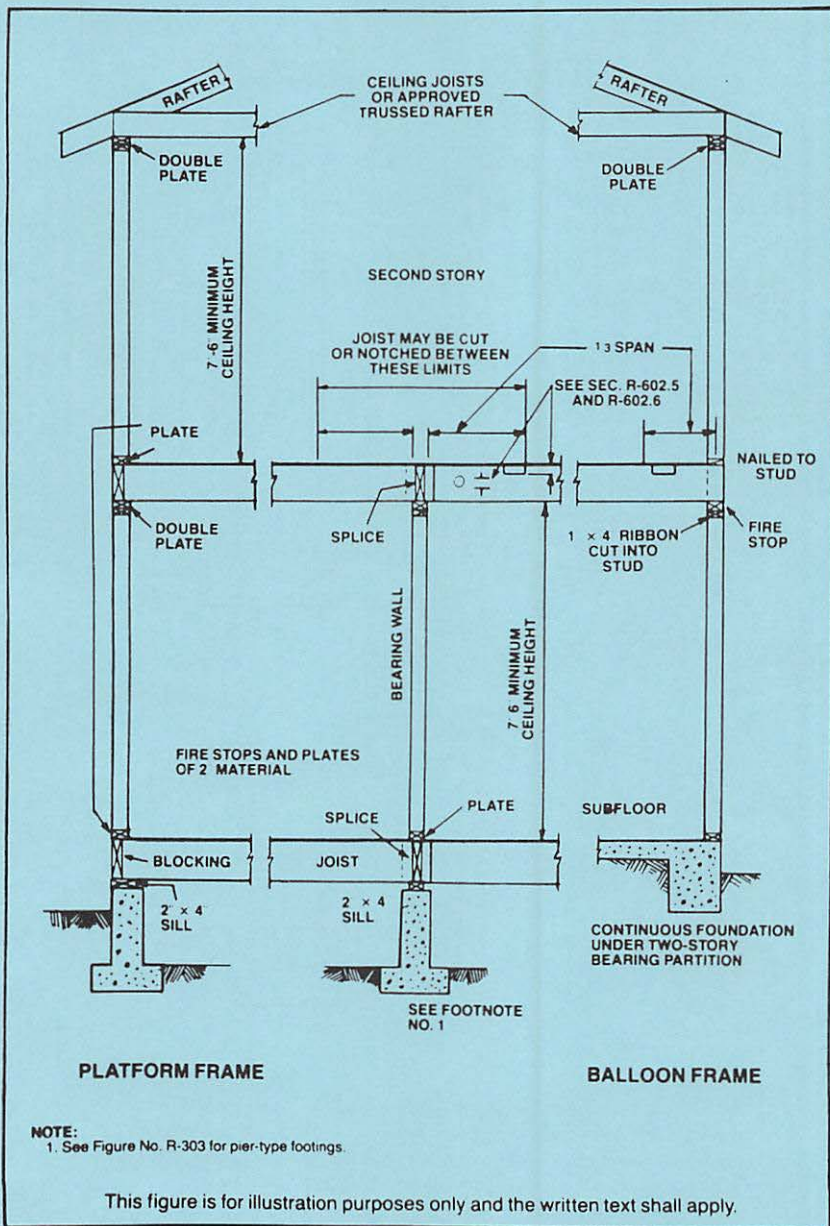 RAFTER
CEILING JOISTS
OR APPROVED
TRUSSED RAFTER
RAFTER
DOUBLE
PLATE
DOUBLE
PLATE
7'-6" MINIMUM
CEILING HEIGHT
SECOND STORY
JOIST MAY BE CUT
OR NOTCHED BETWEEN
THESE LIMITS
1 3 SPAN
SEE SEC. R-602.5
AND R-602.6
PLATE
NAILED TO
STUD
DOUBLE
PLATE
SPLICE
1 × 4 RIBBON
CUT INTO
STUD
FIRE
STOP
BEARING WALL
7' 6 MINIMUM
CEILING HEIGHT
FIRE STOPS AND PLATES
OF 2 MATERIAL
SPLICE
PLATE
SUBFLOOR
BLOCKING
JOIST
2" × 4"
SILL
2 × 4
SILL
CONTINUOUS FOUNDATION
UNDER TWO-STORY
BEARING PARTITION
SEE FOOTNOTE
NO. 1
PLATFORM FRAME
BALLOON FRAME
NOTE:
1. See Figure No. R-303 for pier-type footings.
This figure is for illustration purposes only and the written text shall apply.